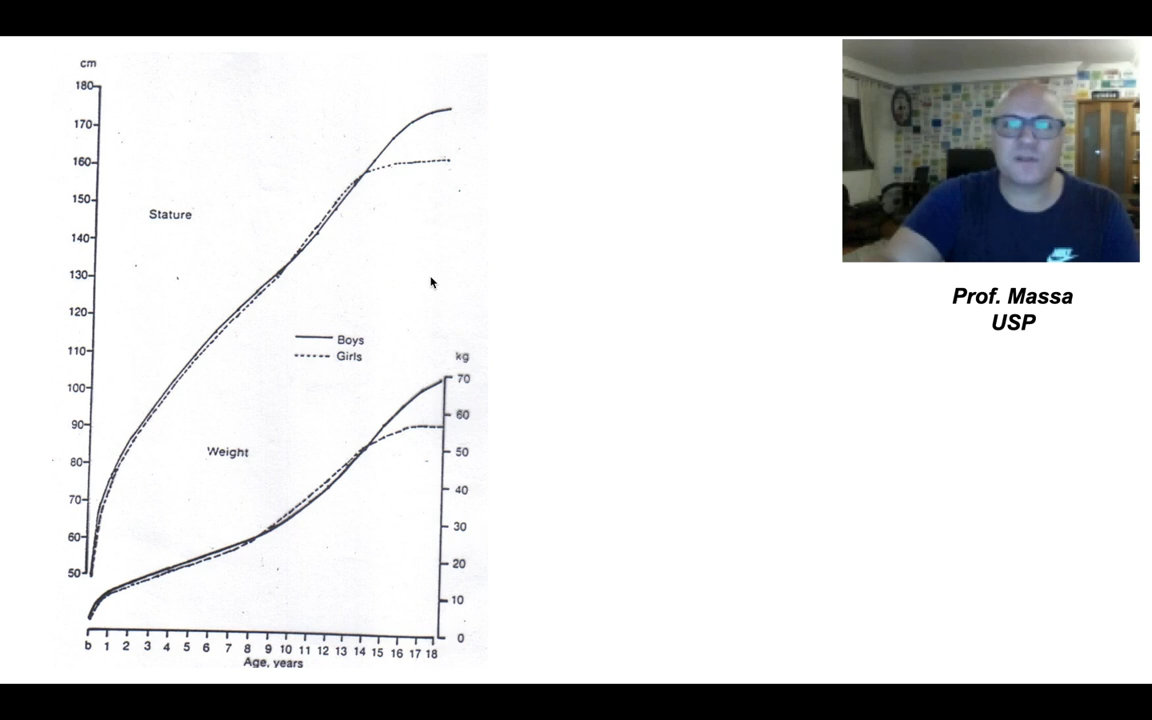 cm
180
170
160
150
140
130
120
110
100
90
80
70
60
50
Stature
Boys
Girls
Weight
kg
70
60
50
40
30
20
10
0
b 1 2 3 4 5 6 7 8 9 10 11 12 13 14 15 16 17 18
Age, years
Prof. Massa
USP